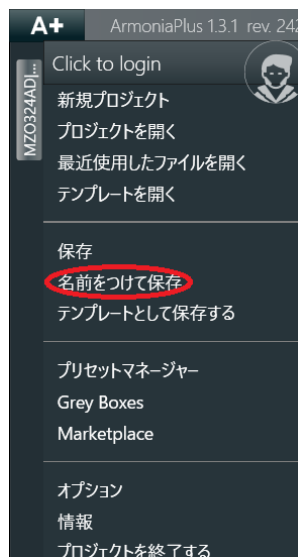 A+ ArmoniaPlus 1.3.1 rev. 242
Click to login
MZO324AD|...
新規プロジェクト
プロジェクトを開く
最近使用したファイルを開く
テンプレートを開く
保存
名前をつけて保存
テンプレートとして保存する
プリセットマネージャー
Grey Boxes
Marketplace
オプション
情報
プロジェクトを終了する